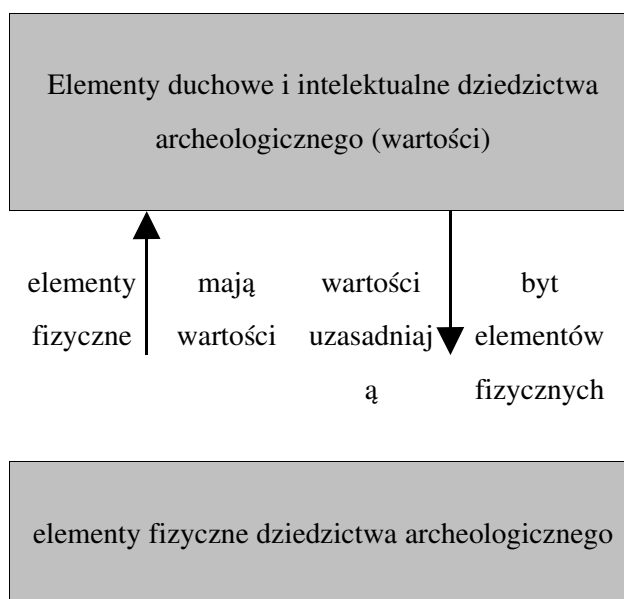 Elementy duchowe i intelektualne dziedzictwa
archeologicznego (wartości)
elementy
fizyczne
mają
wartości
wartości
uzasadniaj
ą
byt
elementów
fizycznych
elementy fizyczne dziedzictwa archeologicznego